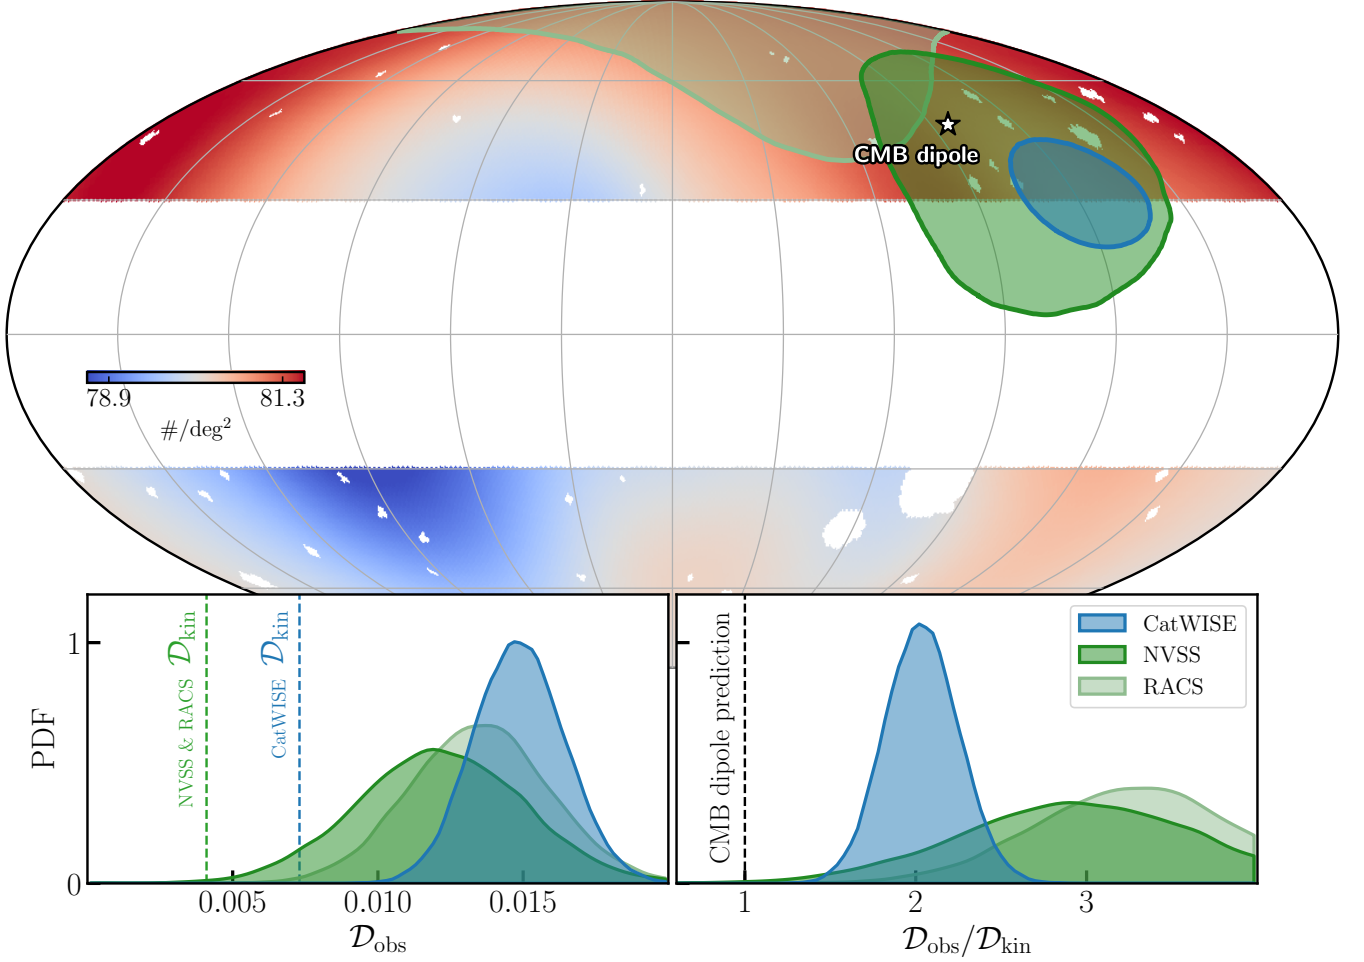 CMB dipole
78.9 81.3
#/deg²
NVSS & RACS 𝒟kin
CatWISE 𝒟kin
PDF
1
0
0.005 0.010 0.015
𝒟obs
CMB dipole prediction
CatWISE
NVSS
RACS
1 2 3
𝒟obs/𝒟kin